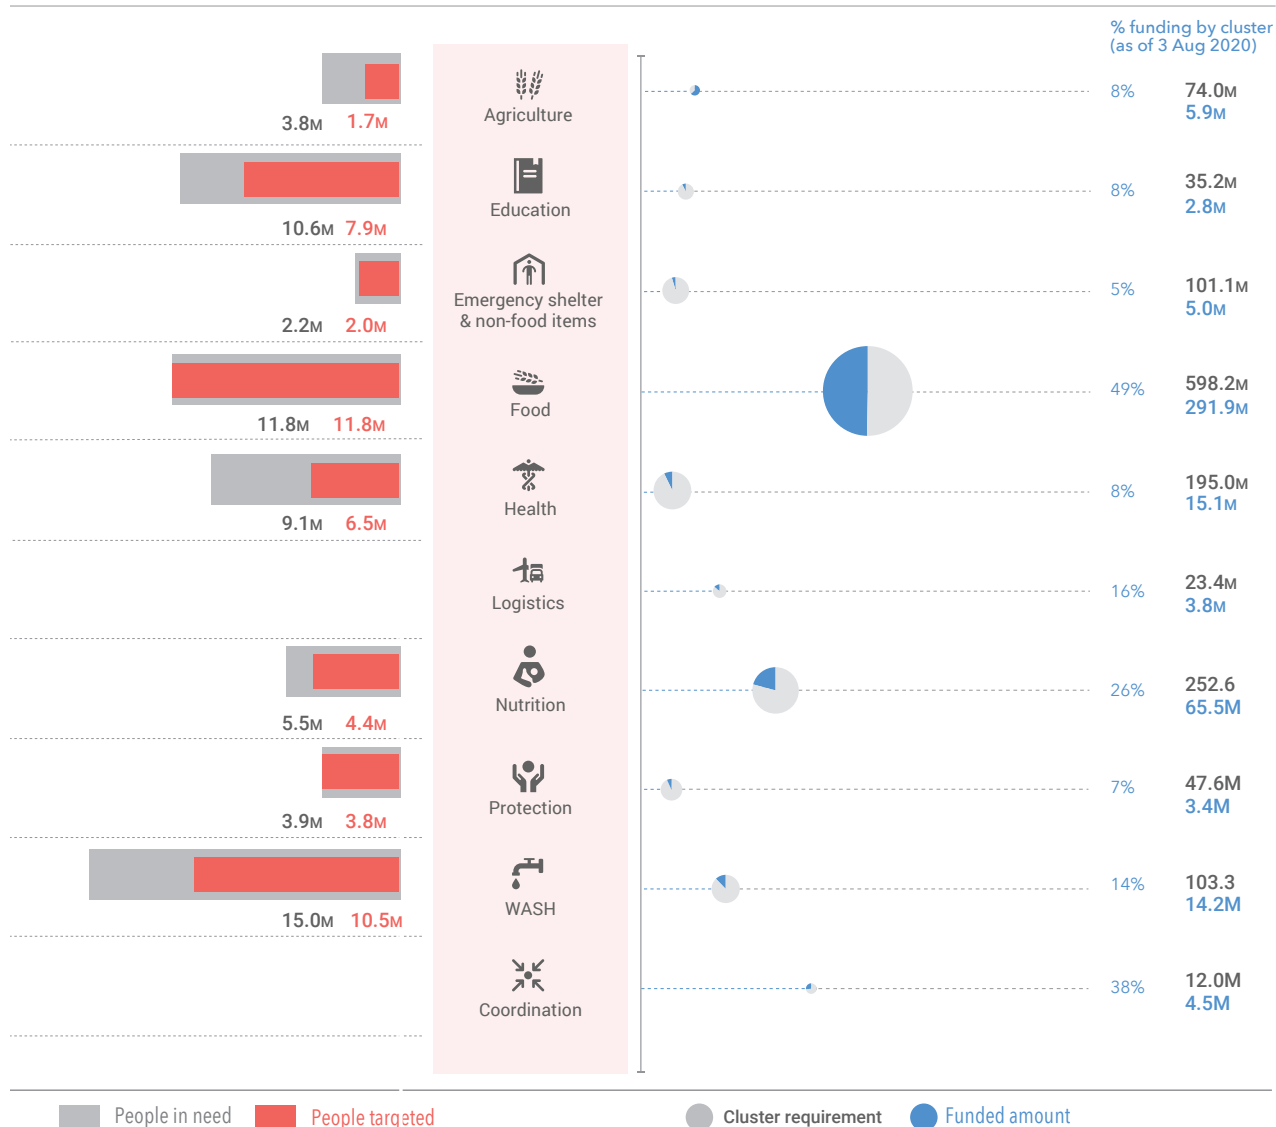 % funding by cluster
(as of 3 Aug 2020)
3.8M 1.7M
Agriculture
8%
74.0M
5.9M
10.6M 7.9M
Education
8%
35.2M
2.8M
2.2M 2.0M
Emergency shelter
& non-food items
5%
101.1M
5.0M
11.8M 11.8M
Food
49%
598.2M
291.9M
9.1M 6.5M
Health
8%
195.0M
15.1M
Logistics
16%
23.4M
3.8M
5.5M 4.4M
Nutrition
26%
252.6
65.5M
3.9M 3.8M
Protection
7%
47.6M
3.4M
15.0M 10.5M
WASH
14%
103.3
14.2M
Coordination
38%
12.0M
4.5M
People in need People targeted Cluster requirement Funded amount